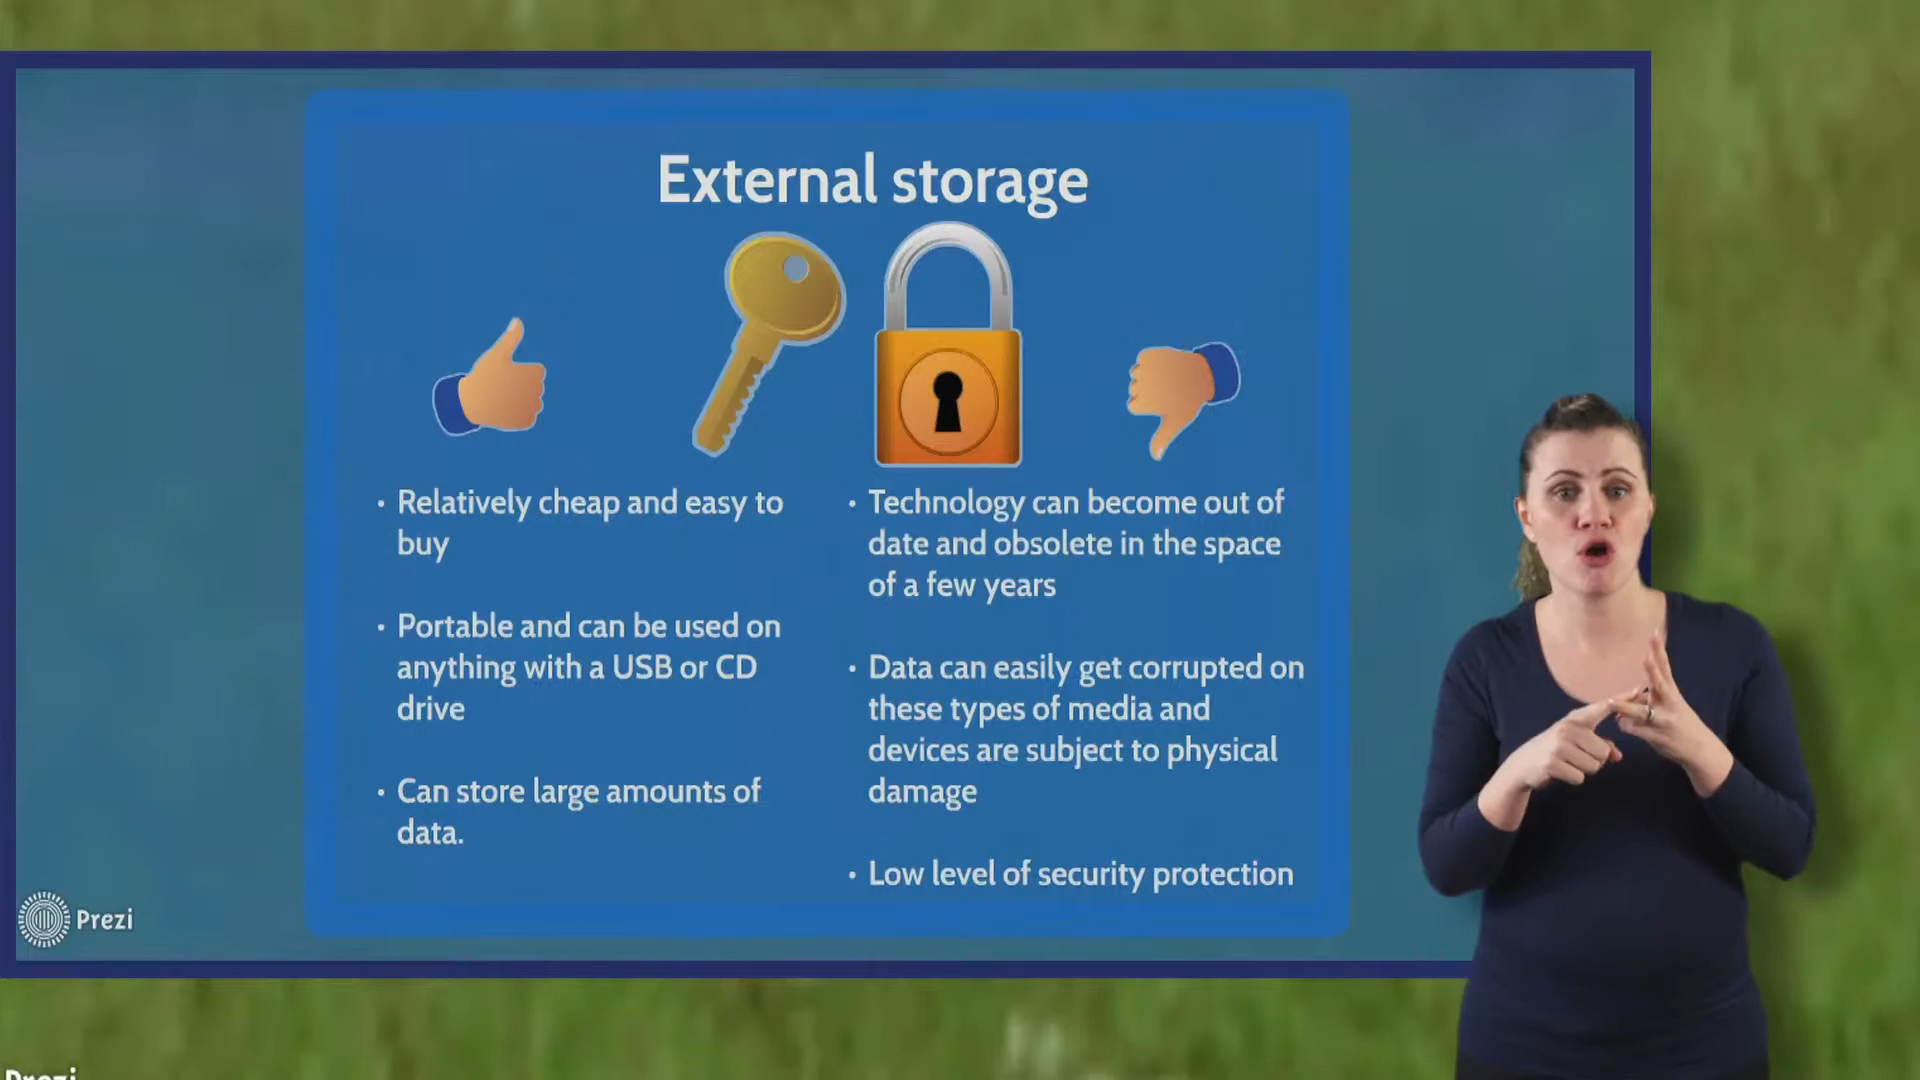 External storage
• Relatively cheap and easy to
buy
• Portable and can be used on
anything with a USB or CD
drive
• Can store large amounts of
data.
• Technology can become out of
date and obsolete in the space
of a few years
• Data can easily get corrupted on
these types of media and
devices are subject to physical
damage
• Low level of security protection
Prezi
Prezi